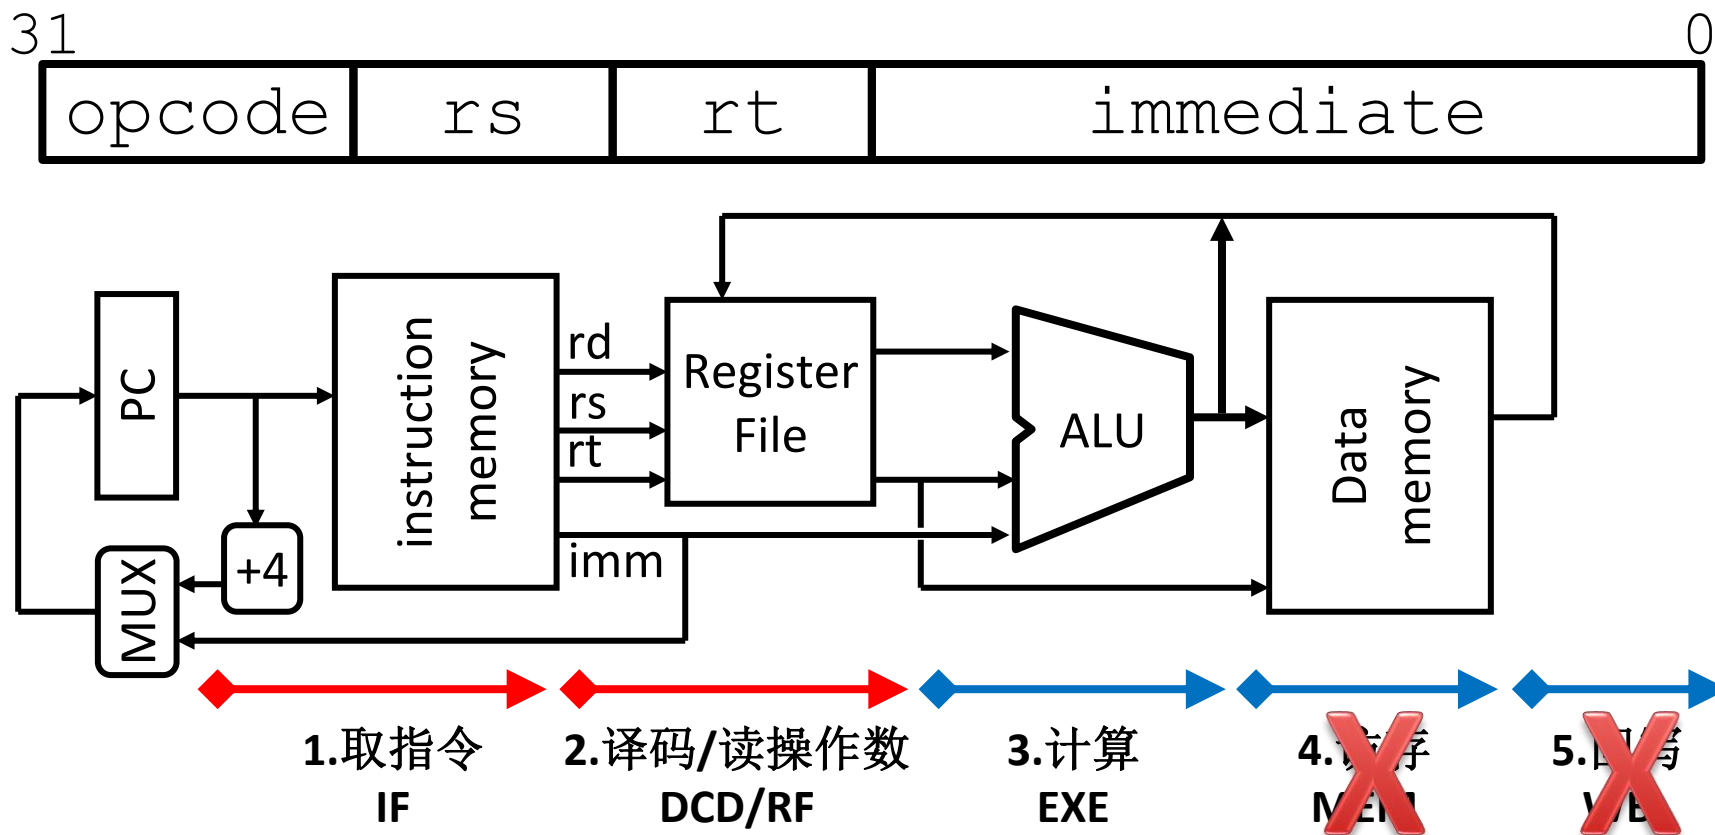 31 0
opcode rs rt immediate
PC
instruction
memory
rd
rs
rt
imm
Register
File
ALU
Data
memory
+4
MUX
1.取指令
IF
2.译码/读操作数
DCD/RF
3.计算
EXE
4.
5.